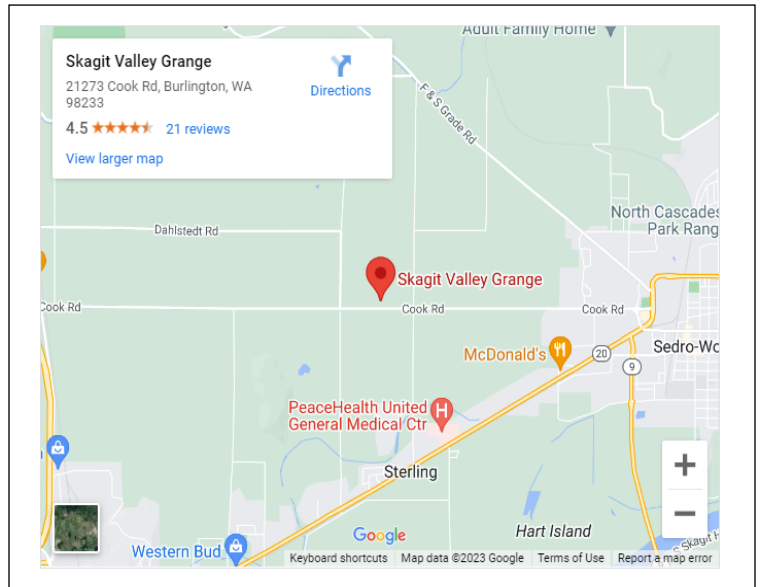 Adult Family Home
Skagit Valley Grange
21273 Cook Rd, Burlington, WA
98233
Directions
4.5
21 reviews
View larger map
F & S Grade Rd
North Cascades
Park Rang
Dahlstedt Rd
Skagit Valley Grange
Cook Rd
Cook Rd
Cook Rd
McDonald's
20
9
Sedro-Wo
PeaceHealth United
General Medical Ctr
H
Sterling
+
−
Google
Hart Island
Western Bud
S Skagit H
Keyboard shortcuts
Map data ©2023 Google
Terms of Use
Report a map error